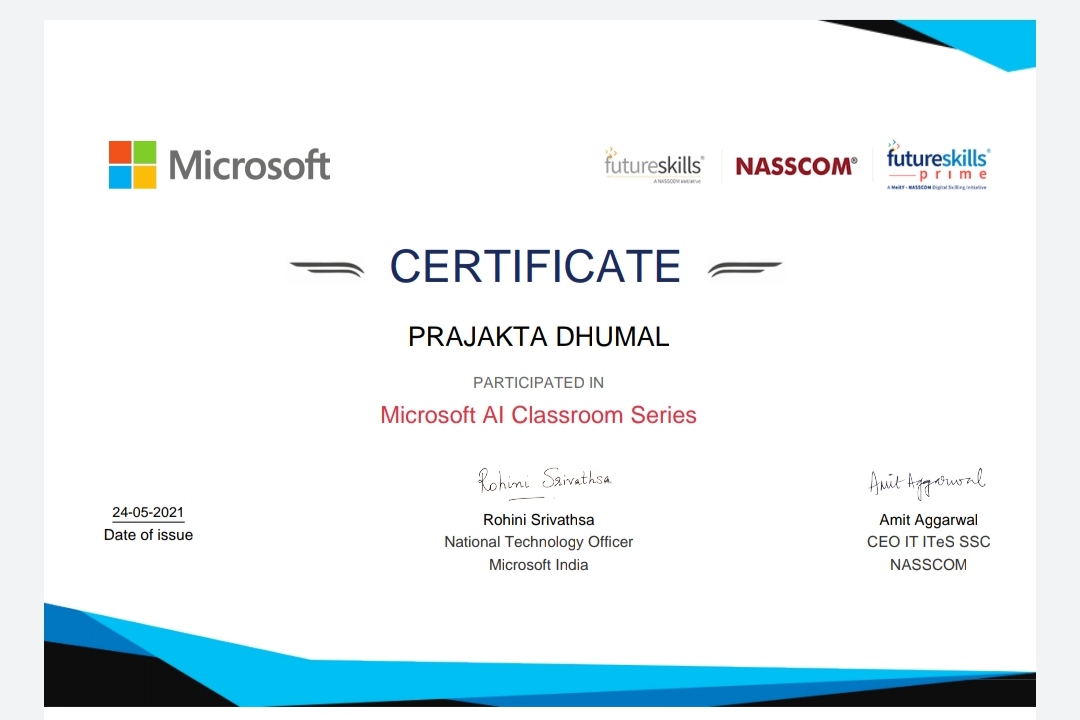 Microsoft
futureskills®
A NASSCOM Initiative
NASSCOM®
futureskills®
prime
A MeitY - NASSCOM Digital Skilling Initiative
CERTIFICATE
PRAJAKTA DHUMAL
PARTICIPATED IN
Microsoft AI Classroom Series
Rohini Srivathsa
Amit Aggarwal
24-05-2021
Date of issue
Rohini Srivathsa
National Technology Officer
Microsoft India
Amit Aggarwal
CEO IT ITeS SSC
NASSCOM